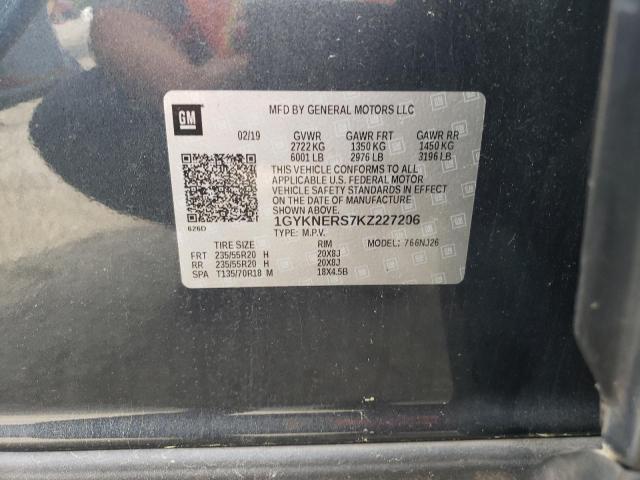 GM
MFD BY GENERAL MOTORS LLC
02/19 GVWR GAWR FRT GAWR RR
2722 KG 1350 KG 1450 KG
6001 LB 2976 LB 3196 LB
THIS VEHICLE CONFORMS TO ALL
APPLICABLE U.S. FEDERAL MOTOR
VEHICLE SAFETY STANDARDS IN EFFECT
ON THE DATE OF MANUFACTURE
SHOWN ABOVE.
626D
1GYKNERS7KZ227206
TYPE: M.P.V. MODEL: 766NJ26
TIRE SIZE RIM
FRT 235/55R20 H 20X8J
RR 235/55R20 H 20X8J
SPA T135/70R18 M 18X4.5B